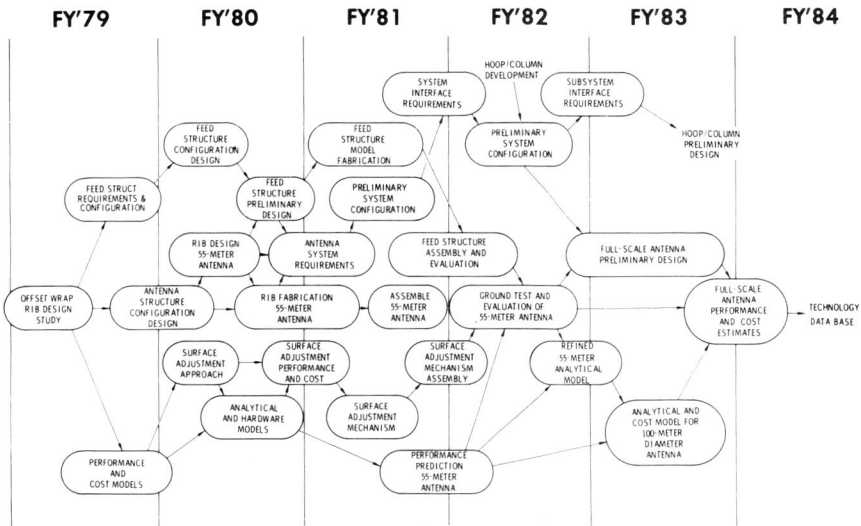 FY'79 FY'80 FY'81 FY'82 FY'83 FY'84
HOOP/COLUMN
DEVELOPMENT
SYSTEM
INTERFACE
REQUIREMENTS
SUBSYSTEM
INTERFACE
REQUIREMENTS
FEED
STRUCTURE
CONFIGURATION
DESIGN
FEED
STRUCTURE
MODEL
FABRICATION
PRELIMINARY
SYSTEM
CONFIGURATION
HOOP/COLUMN
PRELIMINARY
DESIGN
FEED STRUCT
REQUIREMENTS &
CONFIGURATION
FEED
STRUCTURE
PRELIMINARY
DESIGN
PRELIMINARY
SYSTEM
CONFIGURATION
RIB DESIGN
55-METER
ANTENNA
ANTENNA
SYSTEM
REQUIREMENTS
FEED STRUCTURE
ASSEMBLY AND
EVALUATION
FULL-SCALE ANTENNA
PRELIMINARY DESIGN
OFFSET WRAP
RIB DESIGN
STUDY
ANTENNA
STRUCTURE
CONFIGURATION
DESIGN
RIB FABRICATION
55-METER
ANTENNA
ASSEMBLE
55-METER
ANTENNA
GROUND TEST AND
EVALUATION OF
55-METER ANTENNA
FULL-SCALE
ANTENNA
PERFORMANCE
AND COST
ESTIMATES
TECHNOLOGY
DATA BASE
SURFACE
ADJUSTMENT
APPROACH
SURFACE
ADJUSTMENT
PERFORMANCE
AND COST
SURFACE
ADJUSTMENT
MECHANISM
ASSEMBLY
REFINED
55-METER
ANALYTICAL
MODEL
ANALYTICAL
AND HARDWARE
MODELS
SURFACE
ADJUSTMENT
MECHANISM
ANALYTICAL AND
COST MODEL FOR
100-METER
DIAMETER
ANTENNA
PERFORMANCE
AND
COST MODELS
PERFORMANCE
PREDICTION
55-METER
ANTENNA